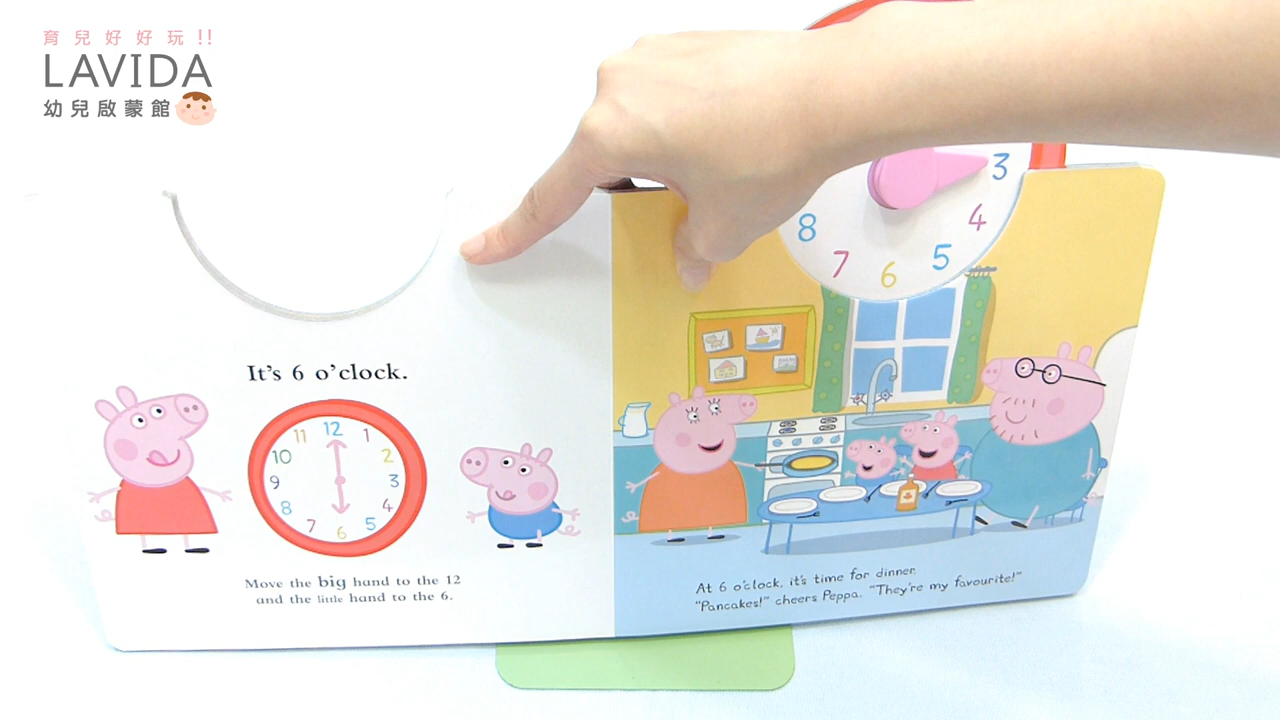 育兒好好玩!!
LAVIDA
幼兒啟蒙館
3
4
5
6
7
8
It's 6 o'clock.
12
1
2
3
4
5
6
7
8
9
10
11
Move the big hand to the 12
and the little hand to the 6.
At 6 o'clock, it's time for dinner.
"Pancakes!" cheers Peppa. "They're my favourite!"